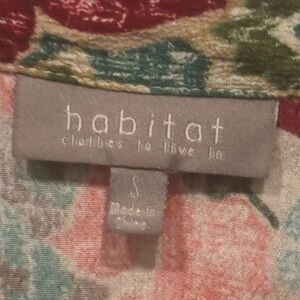 habitat
clothes to live in
S
Made in
China